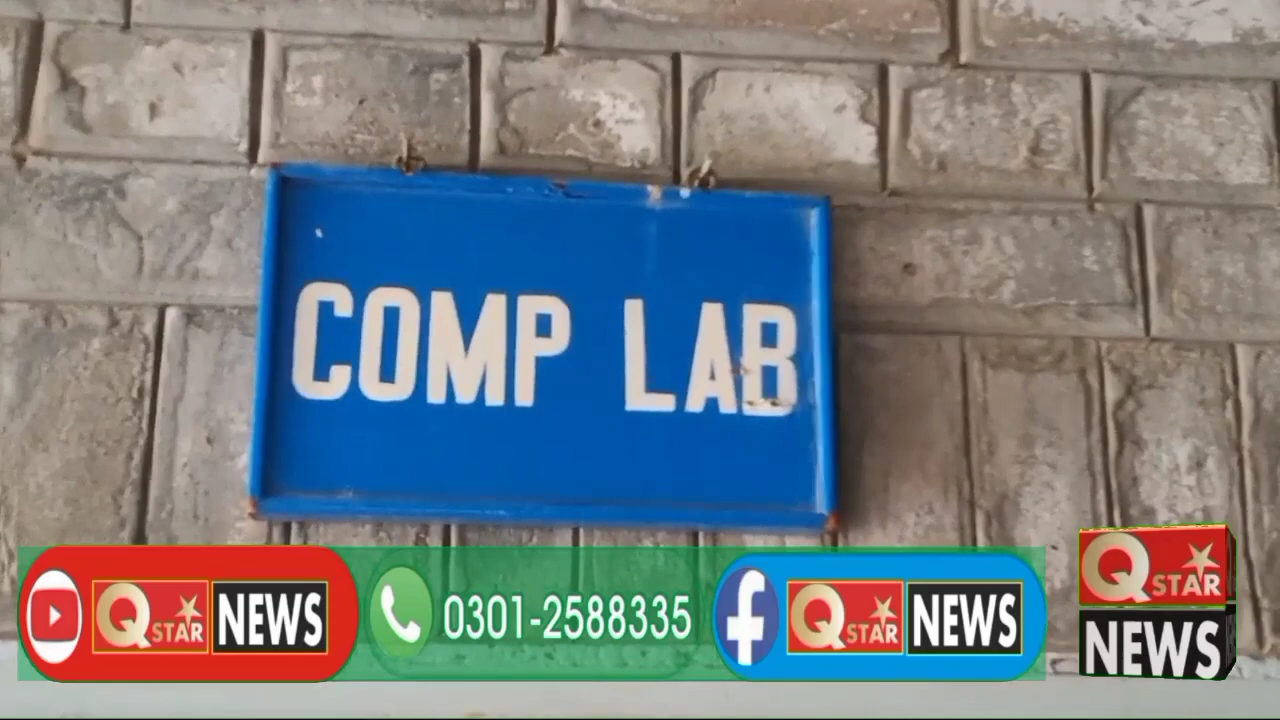 COMP LAB
Q STAR NEWS
0301-2588335
Q STAR NEWS
Q STAR
NEWS